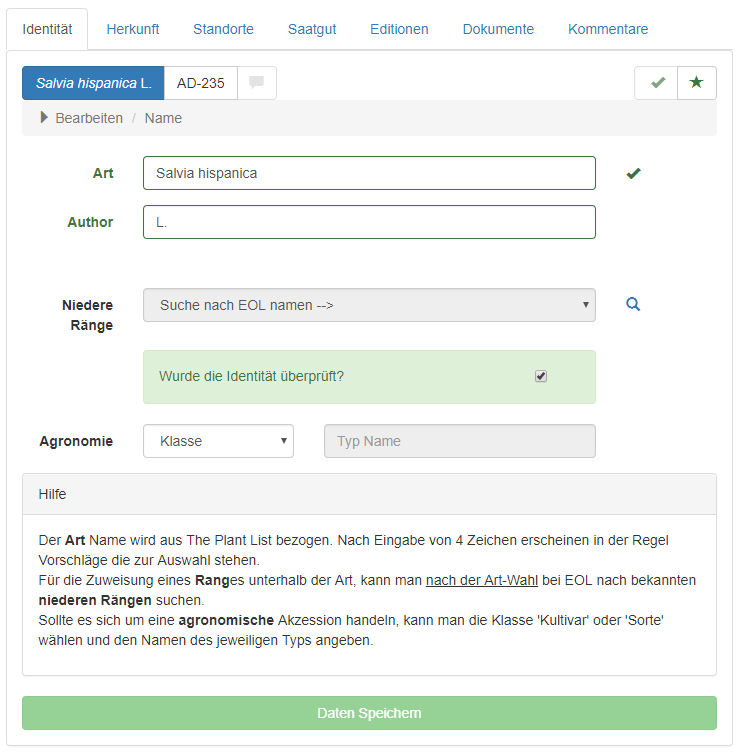 Identität Herkunft Standorte Saatgut Editionen Dokumente Kommentare
Salvia hispanica L. AD-235
Bearbeiten / Name
Art Salvia hispanica
Author L.
Niedere Ränge Suche nach EOL namen -->
Wurde die Identität überprüft?
Agronomie Klasse Typ Name
Hilfe
Der Art Name wird aus The Plant List bezogen. Nach Eingabe von 4 Zeichen erscheinen in der Regel
Vorschläge die zur Auswahl stehen.
Für die Zuweisung eines Ranges unterhalb der Art, kann man nach der Art-Wahl bei EOL nach bekannten
niederen Rängen suchen.
Sollte es sich um eine agronomische Akzession handeln, kann man die Klasse 'Kultivar' oder 'Sorte'
wählen und den Namen des jeweiligen Typs angeben.
Daten Speichern